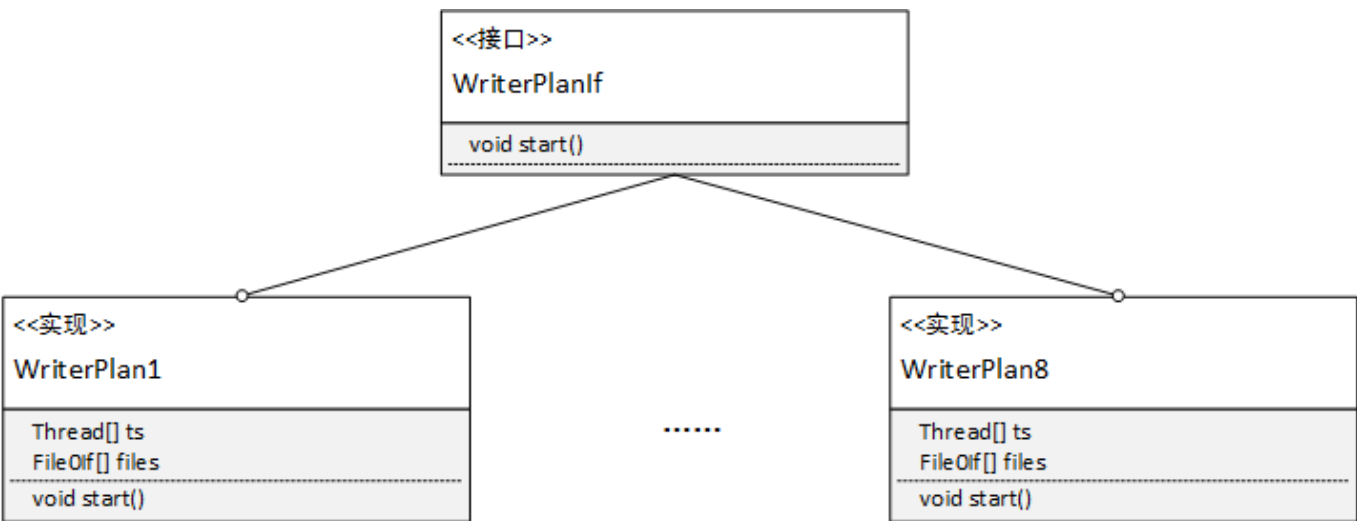 <<接口>>
WriterPlanIf
void start()
<<实现>>
WriterPlan1
Thread[] ts
FileOIf[] files
void start()
……
<<实现>>
WriterPlan8
Thread[] ts
FileOIf[] files
void start()